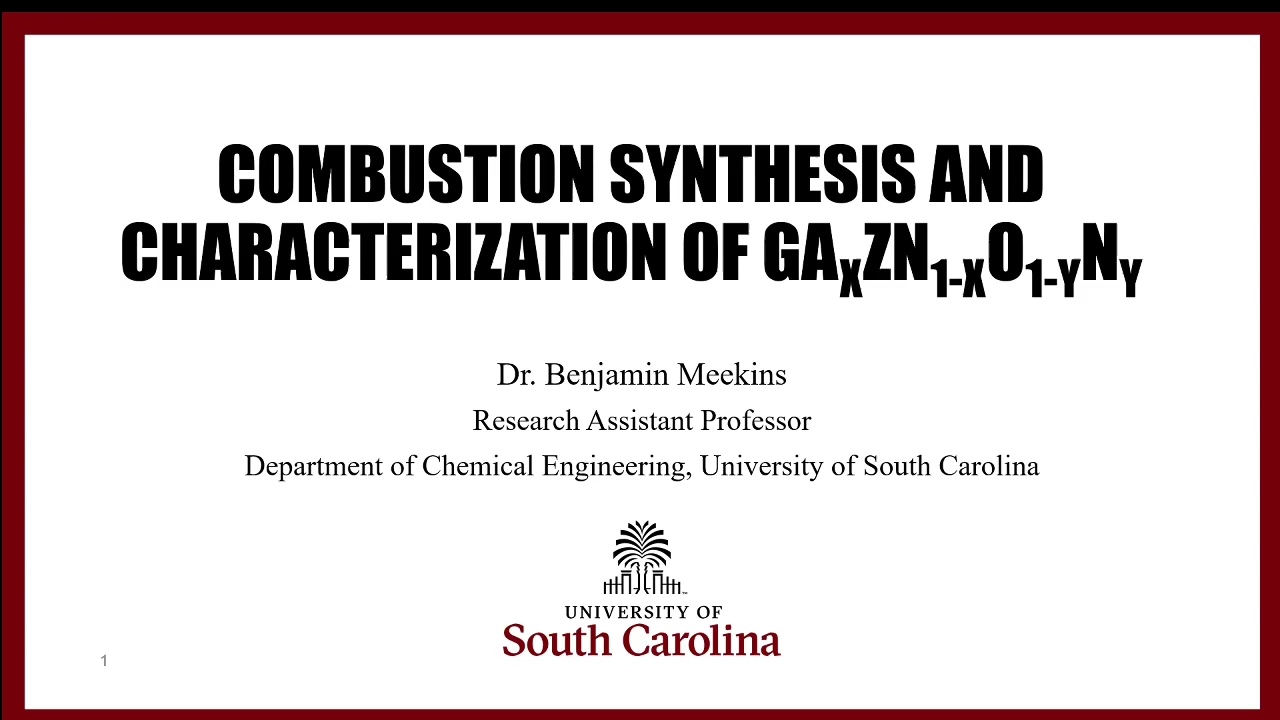 COMBUSTION SYNTHESIS AND
CHARACTERIZATION OF GAXZN1-XO1-YNY
Dr. Benjamin Meekins
Research Assistant Professor
Department of Chemical Engineering, University of South Carolina
UNIVERSITY OF
South Carolina
1